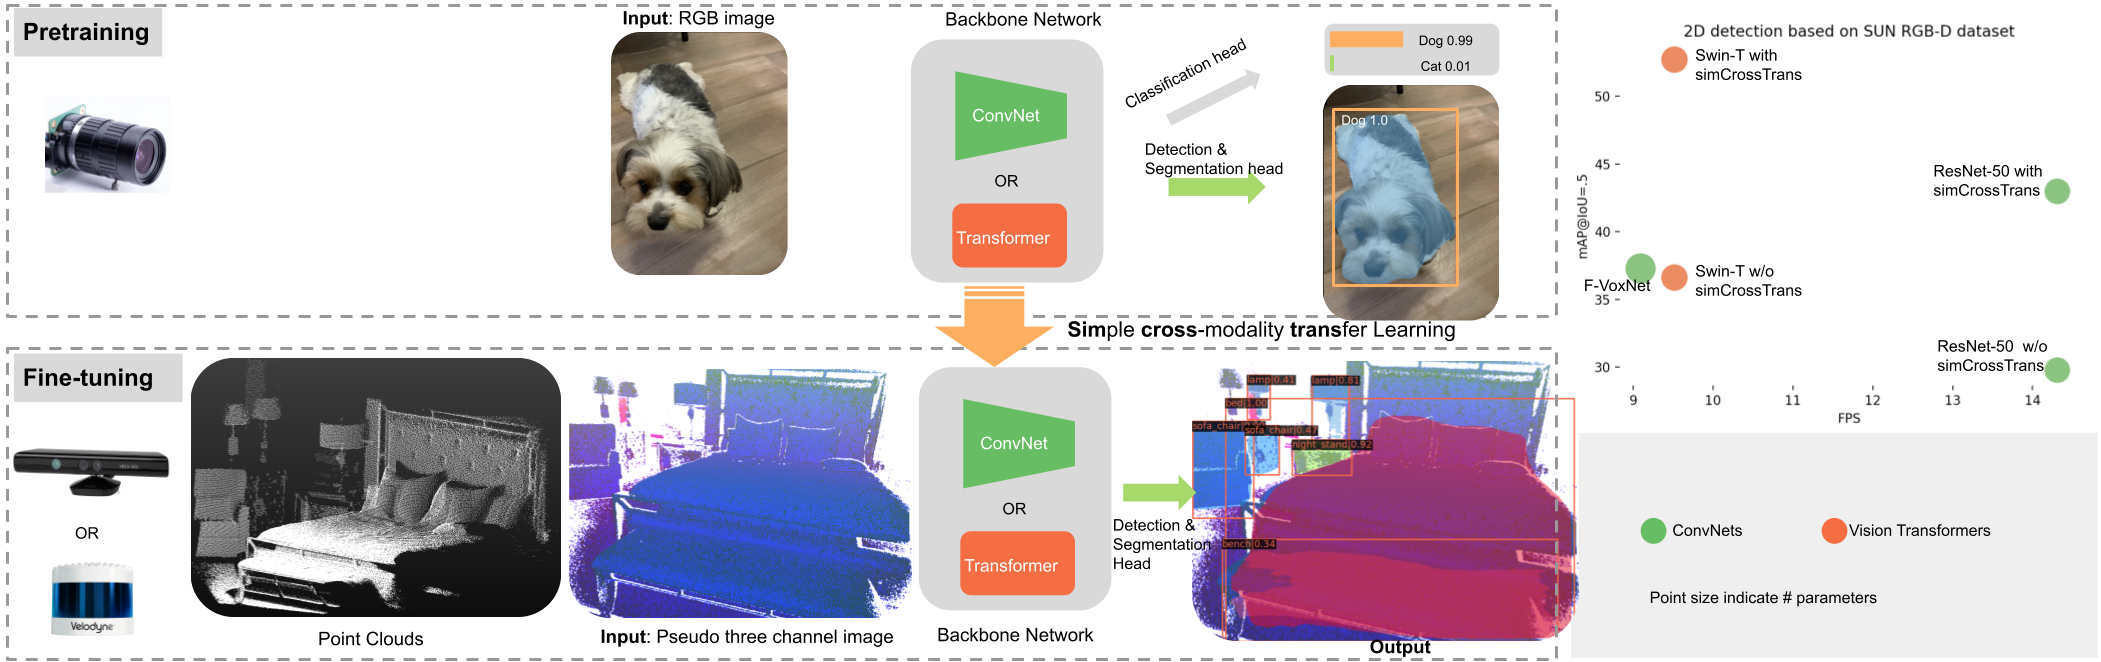 Pretraining
Input: RGB image
Backbone Network
ConvNet
OR
Transformer
Classification head
Detection &
Segmentation head
Dog 0.99
Cat 0.01
Dog 1.0
Simple cross-modality transfer Learning
Fine-tuning
OR
Velodyne
Point Clouds
Input: Pseudo three channel image
ConvNet
OR
Transformer
Backbone Network
Detection &
Segmentation
Head
lamp|0.41
lamp|0.81
bed|1.00
sofa_chair
sofa_chair|0.47
night_stand|0.92
bench|0.34
Output
2D detection based on SUN RGB-D dataset
Swin-T with
simCrossTrans
ResNet-50 with
simCrossTrans
F-VoxNet
Swin-T w/o
simCrossTrans
ResNet-50 w/o
simCrossTrans
mAP@IoU=.5
50
45
40
35
30
9 10 11 12 13 14
FPS
ConvNets
Vision Transformers
Point size indicate # parameters